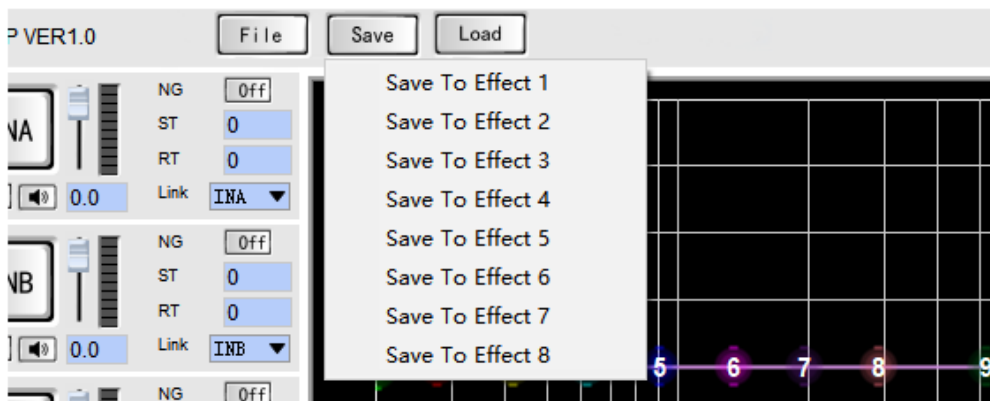 P VER1.0 File Save Load
Save To Effect 1
Save To Effect 2
Save To Effect 3
Save To Effect 4
Save To Effect 5
Save To Effect 6
Save To Effect 7
Save To Effect 8
NA
NG Off
ST 0
RT 0
0.0 Link INA
NB
NG Off
ST 0
RT 0
0.0 Link INB
NG Off
5 6 7 8 9